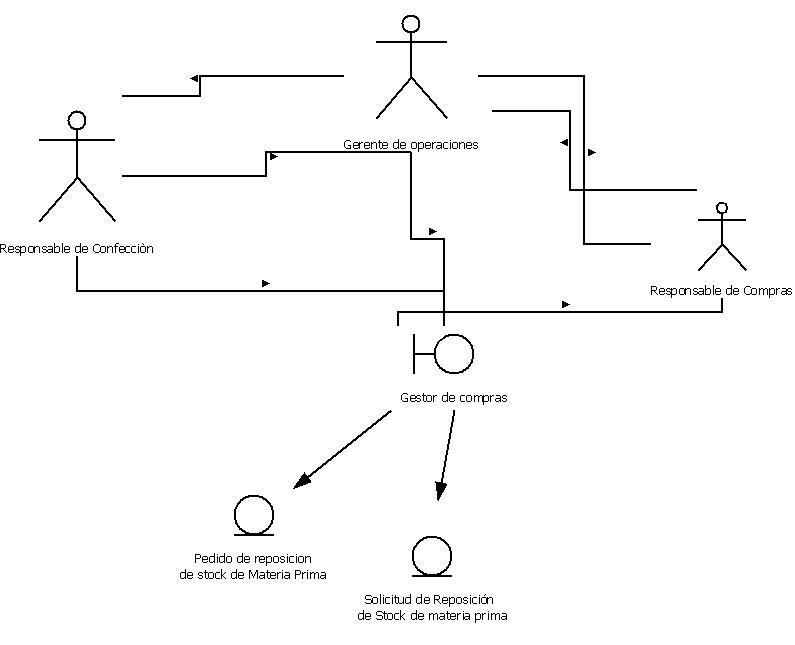 Gerente de operaciones
Responsable de Confecciòn
Responsable de Compras
Gestor de compras
Pedido de reposicion
de stock de Materia Prima
Solicitud de Reposición
de Stock de materia prima